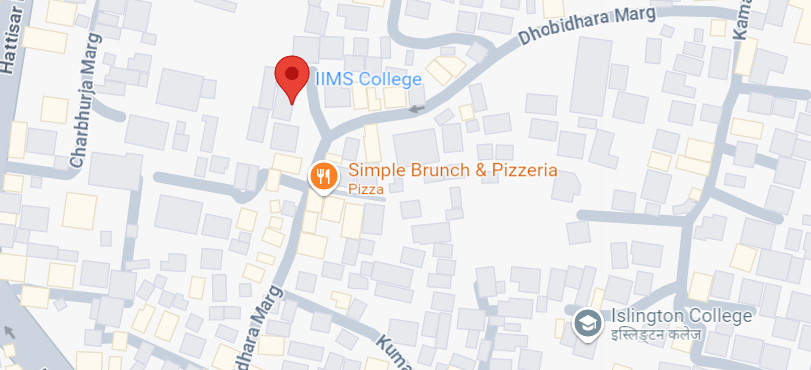 Hattisar
Charbhurja Marg
Dhobidhara Marg
Kama
IIMS College
Simple Brunch & Pizzeria
Pizza
Islington College
इस्लिङ्टन कलेज
idhara Marg
Kuma